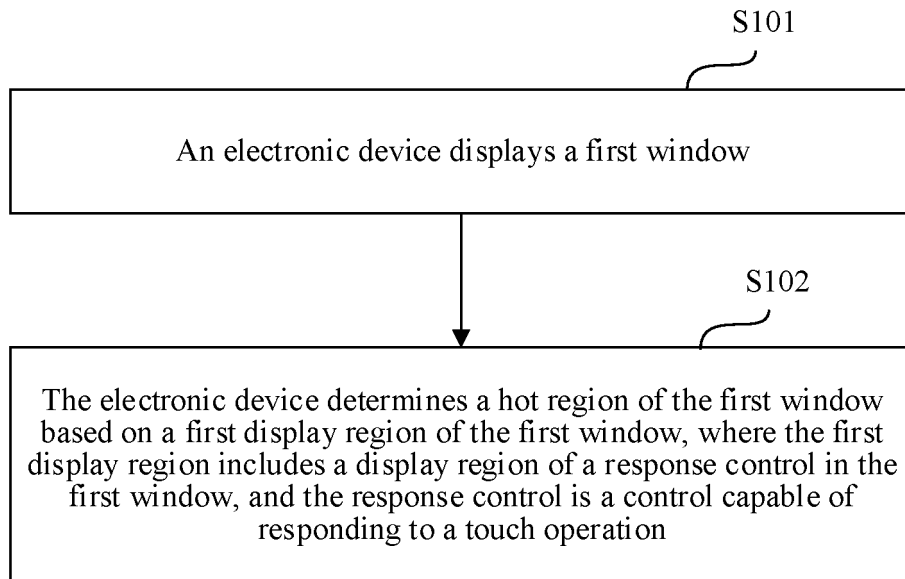 S101
An electronic device displays a first window
S102
The electronic device determines a hot region of the first window
based on a first display region of the first window, where the first
display region includes a display region of a response control in the
first window, and the response control is a control capable of
responding to a touch operation